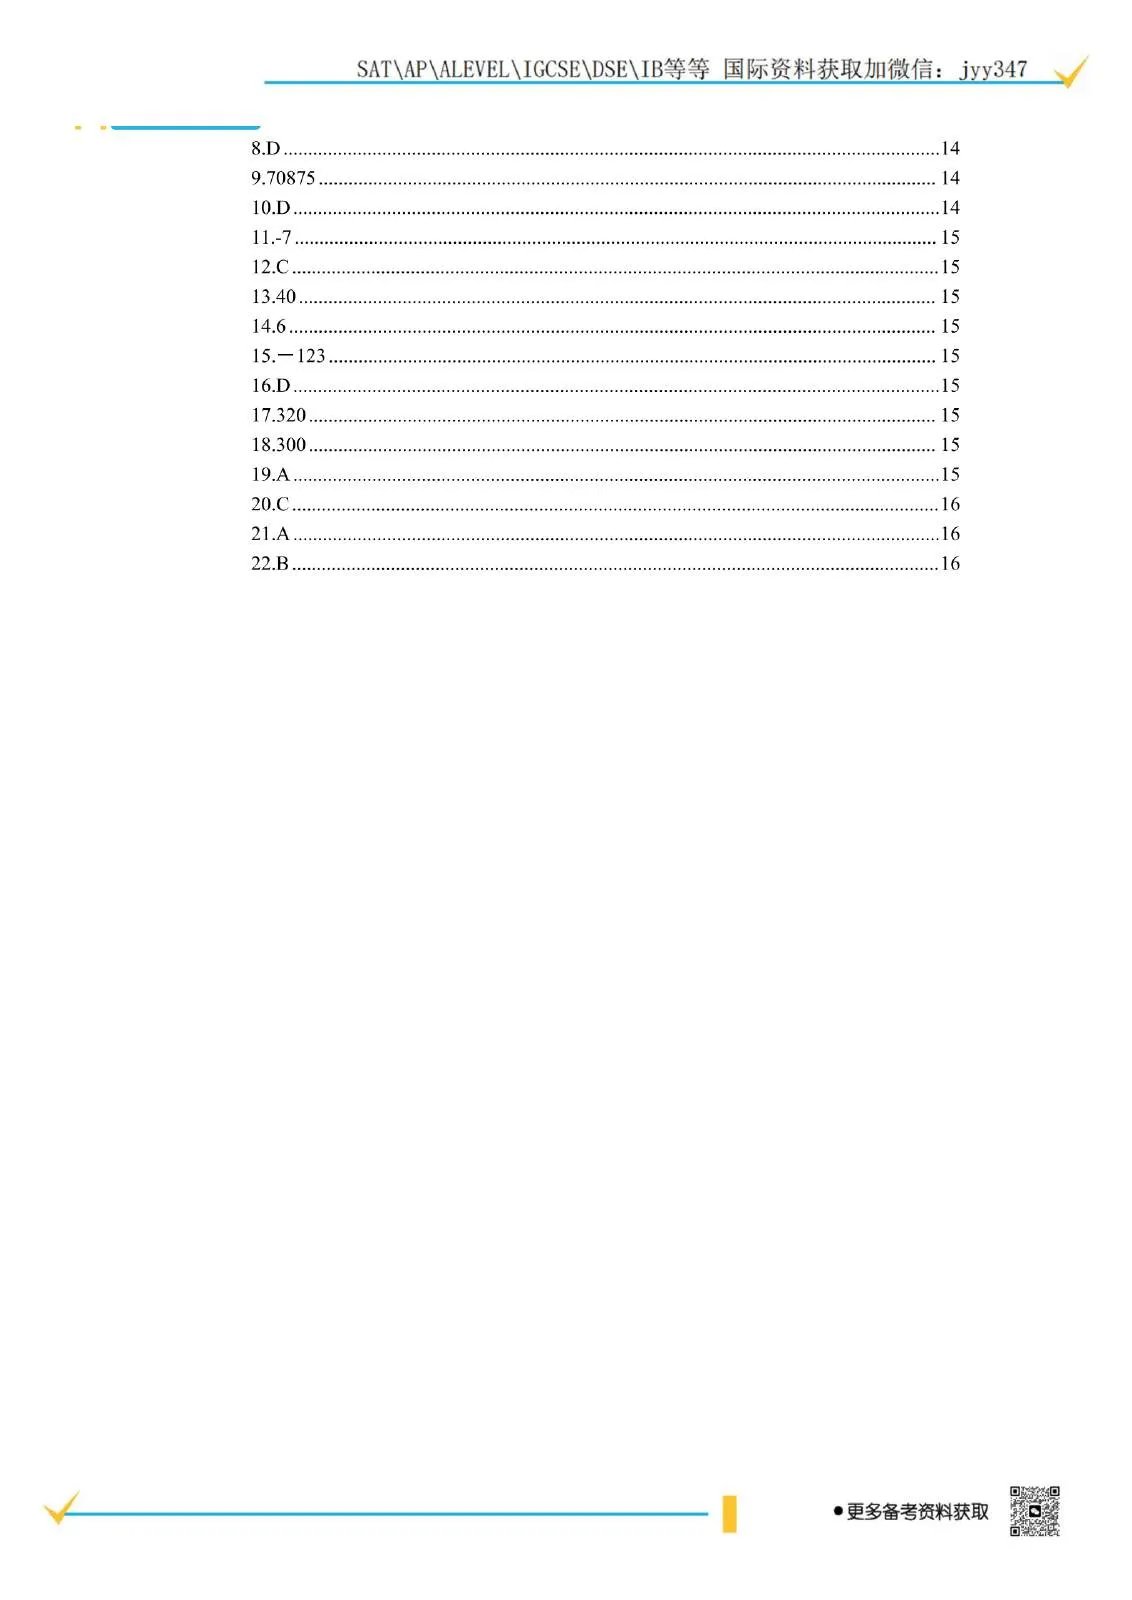 SAT\AP\ALEVEL\IGCSE\DSE\IB等等 国际资料获取加微信: jyy347
8.D........................................14
9.70875........................................ 14
10.D........................................14
11.-7........................................ 15
12.C........................................15
13.40........................................ 15
14.6........................................ 15
15.－123........................................ 15
16.D........................................15
17.320........................................ 15
18.300........................................ 15
19.A........................................15
20.C........................................16
21.A........................................16
22.B........................................16
●更多备考资料获取